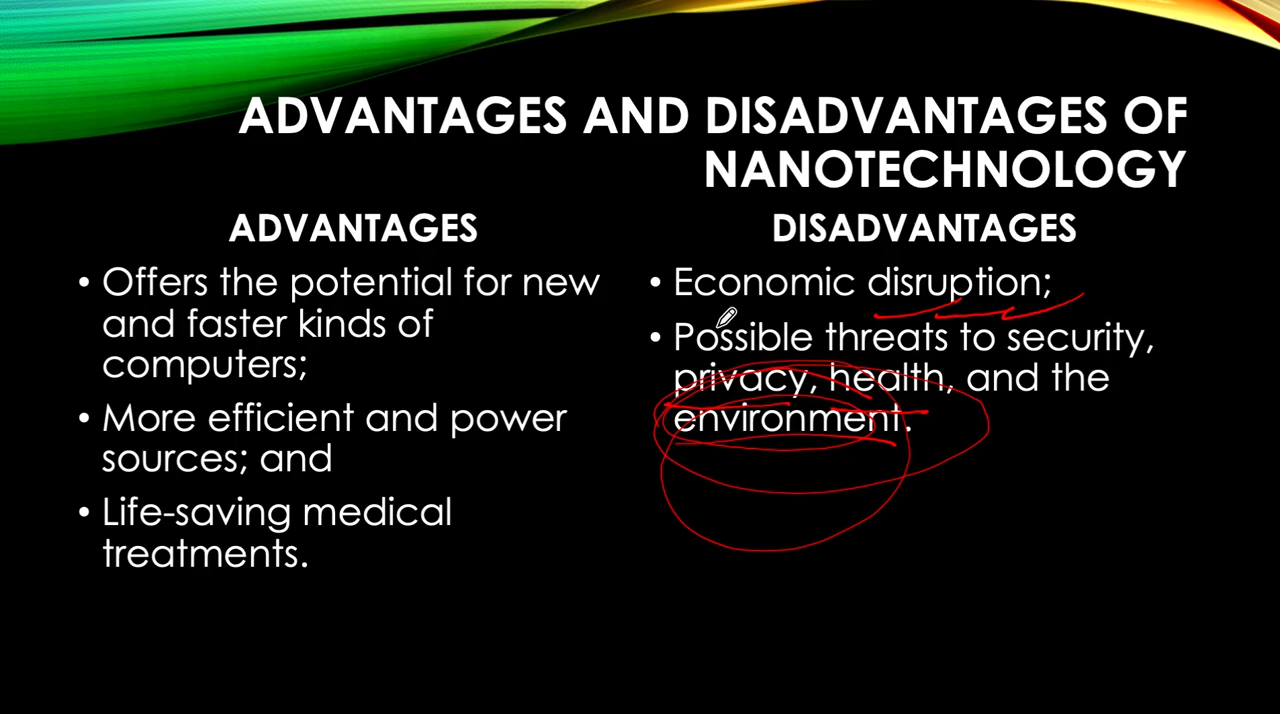 ADVANTAGES AND DISADVANTAGES OF
NANOTECHNOLOGY
ADVANTAGES
• Offers the potential for new
and faster kinds of
computers;
• More efficient and power
sources; and
• Life-saving medical
treatments.
DISADVANTAGES
• Economic disruption;
• Possible threats to security,
privacy, health, and the
environment.